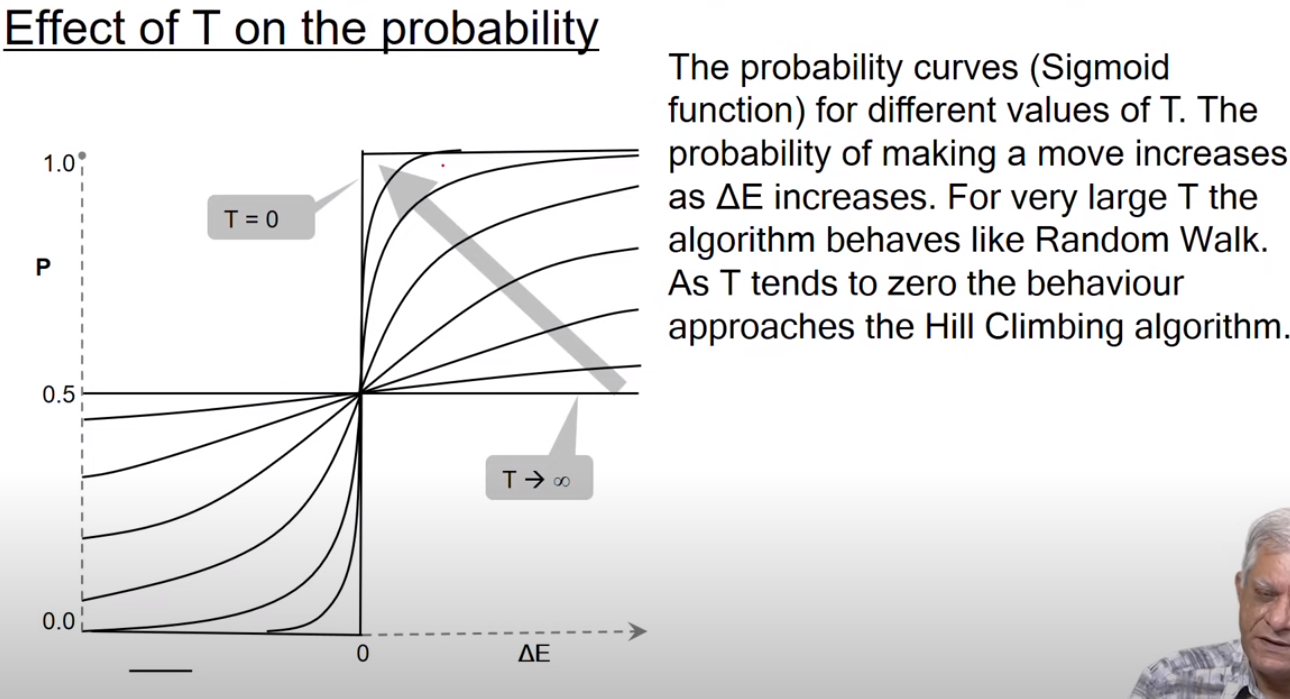 Effect of T on the probability
The probability curves (Sigmoid
function) for different values of T. The
probability of making a move increases
as ΔE increases. For very large T the
algorithm behaves like Random Walk.
As T tends to zero the behaviour
approaches the Hill Climbing algorithm.
1.0
T = 0
P
0.5
T → ∞
0.0
0
ΔE